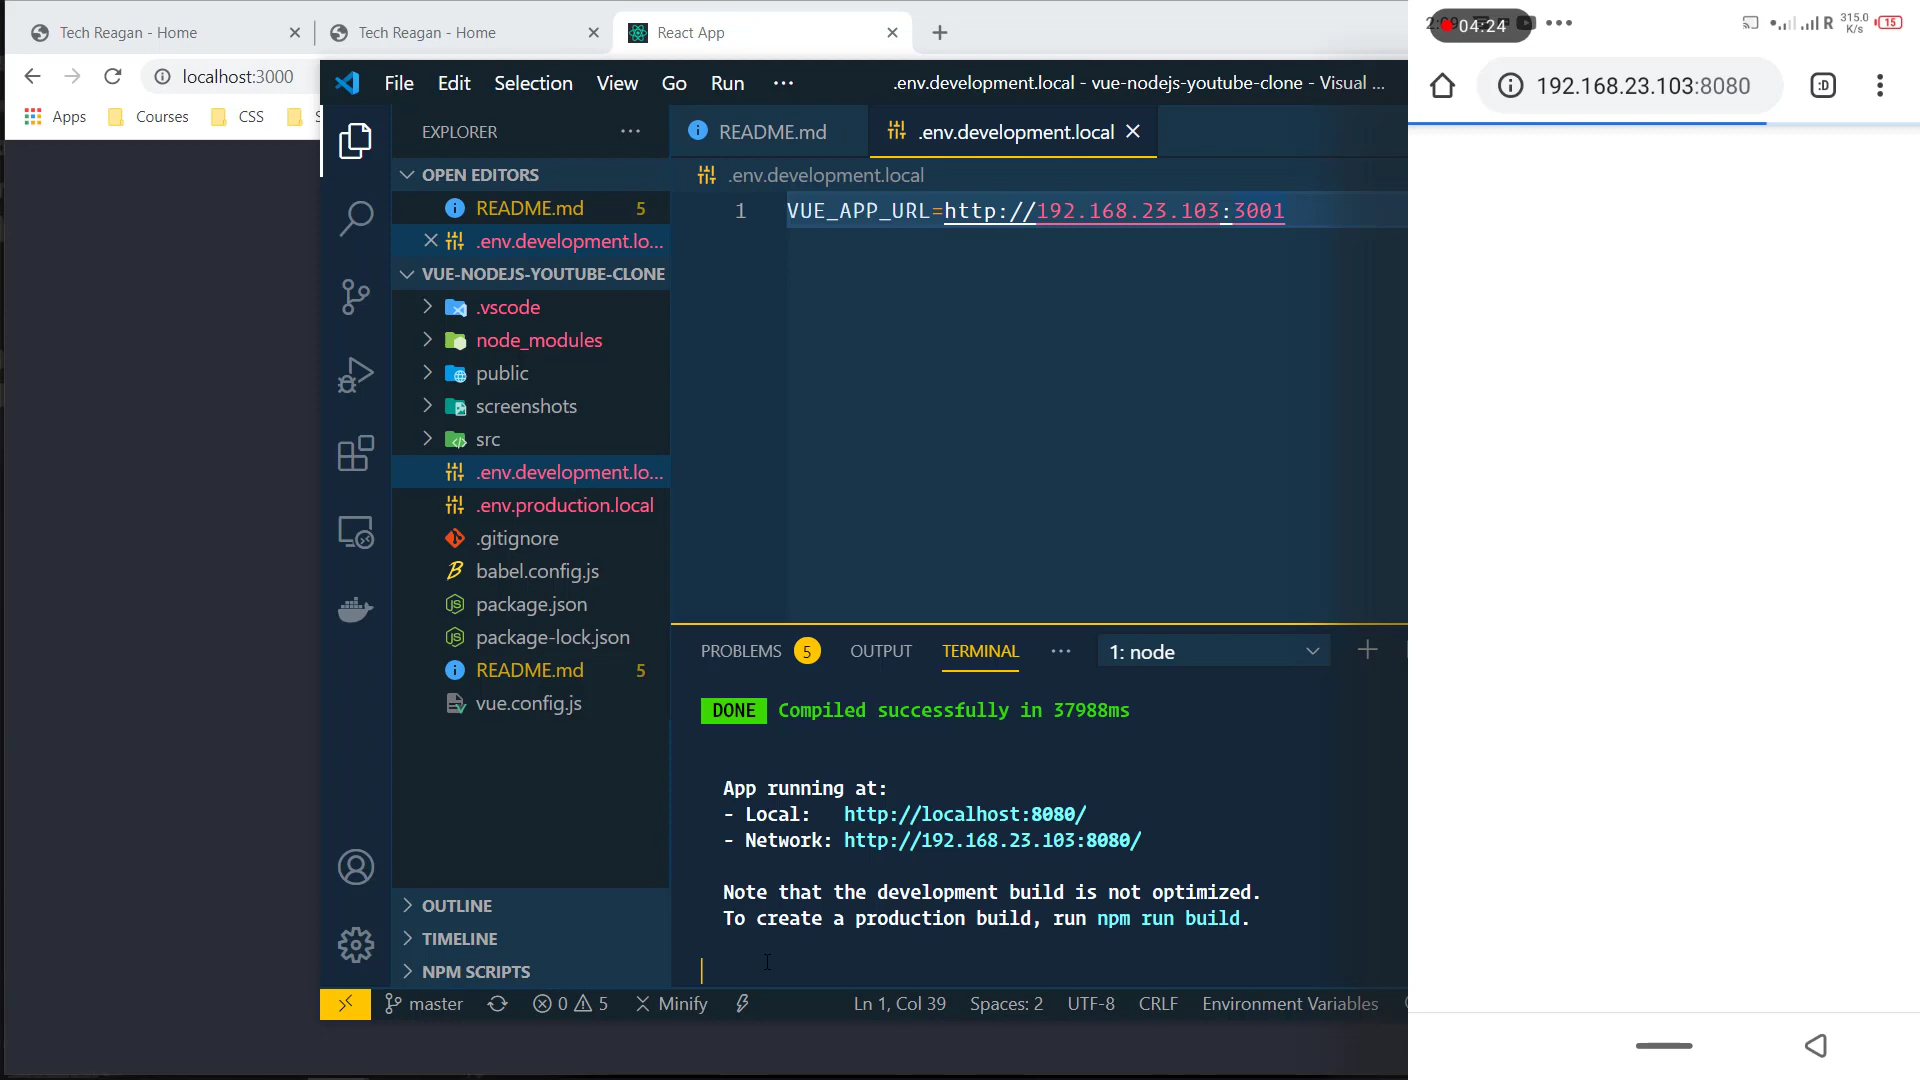 Tech Reagan - Home
Tech Reagan - Home
React App
localhost:3000
Apps
Courses
CSS
File Edit Selection View Go Run ···
.env.development.local - vue-nodejs-youtube-clone - Visual ...
EXPLORER
README.md
.env.development.local
OPEN EDITORS
README.md 5
.env.development.lo...
VUE-NODEJS-YOUTUBE-CLONE
.vscode
node_modules
public
screenshots
src
.env.development.lo...
.env.production.local
.gitignore
babel.config.js
package.json
package-lock.json
README.md 5
vue.config.js
OUTLINE
TIMELINE
NPM SCRIPTS
.env.development.local
1 VUE_APP_URL=http://192.168.23.103:3001
PROBLEMS 5 OUTPUT TERMINAL ··· 1: node
DONE Compiled successfully in 37988ms
App running at:
- Local: http://localhost:8080/
- Network: http://192.168.23.103:8080/
Note that the development build is not optimized.
To create a production build, run npm run build.
master 0 5 Minify Ln 1, Col 39 Spaces: 2 UTF-8 CRLF Environment Variables
04:24
R 315.0 K/s 15
192.168.23.103:8080
:D